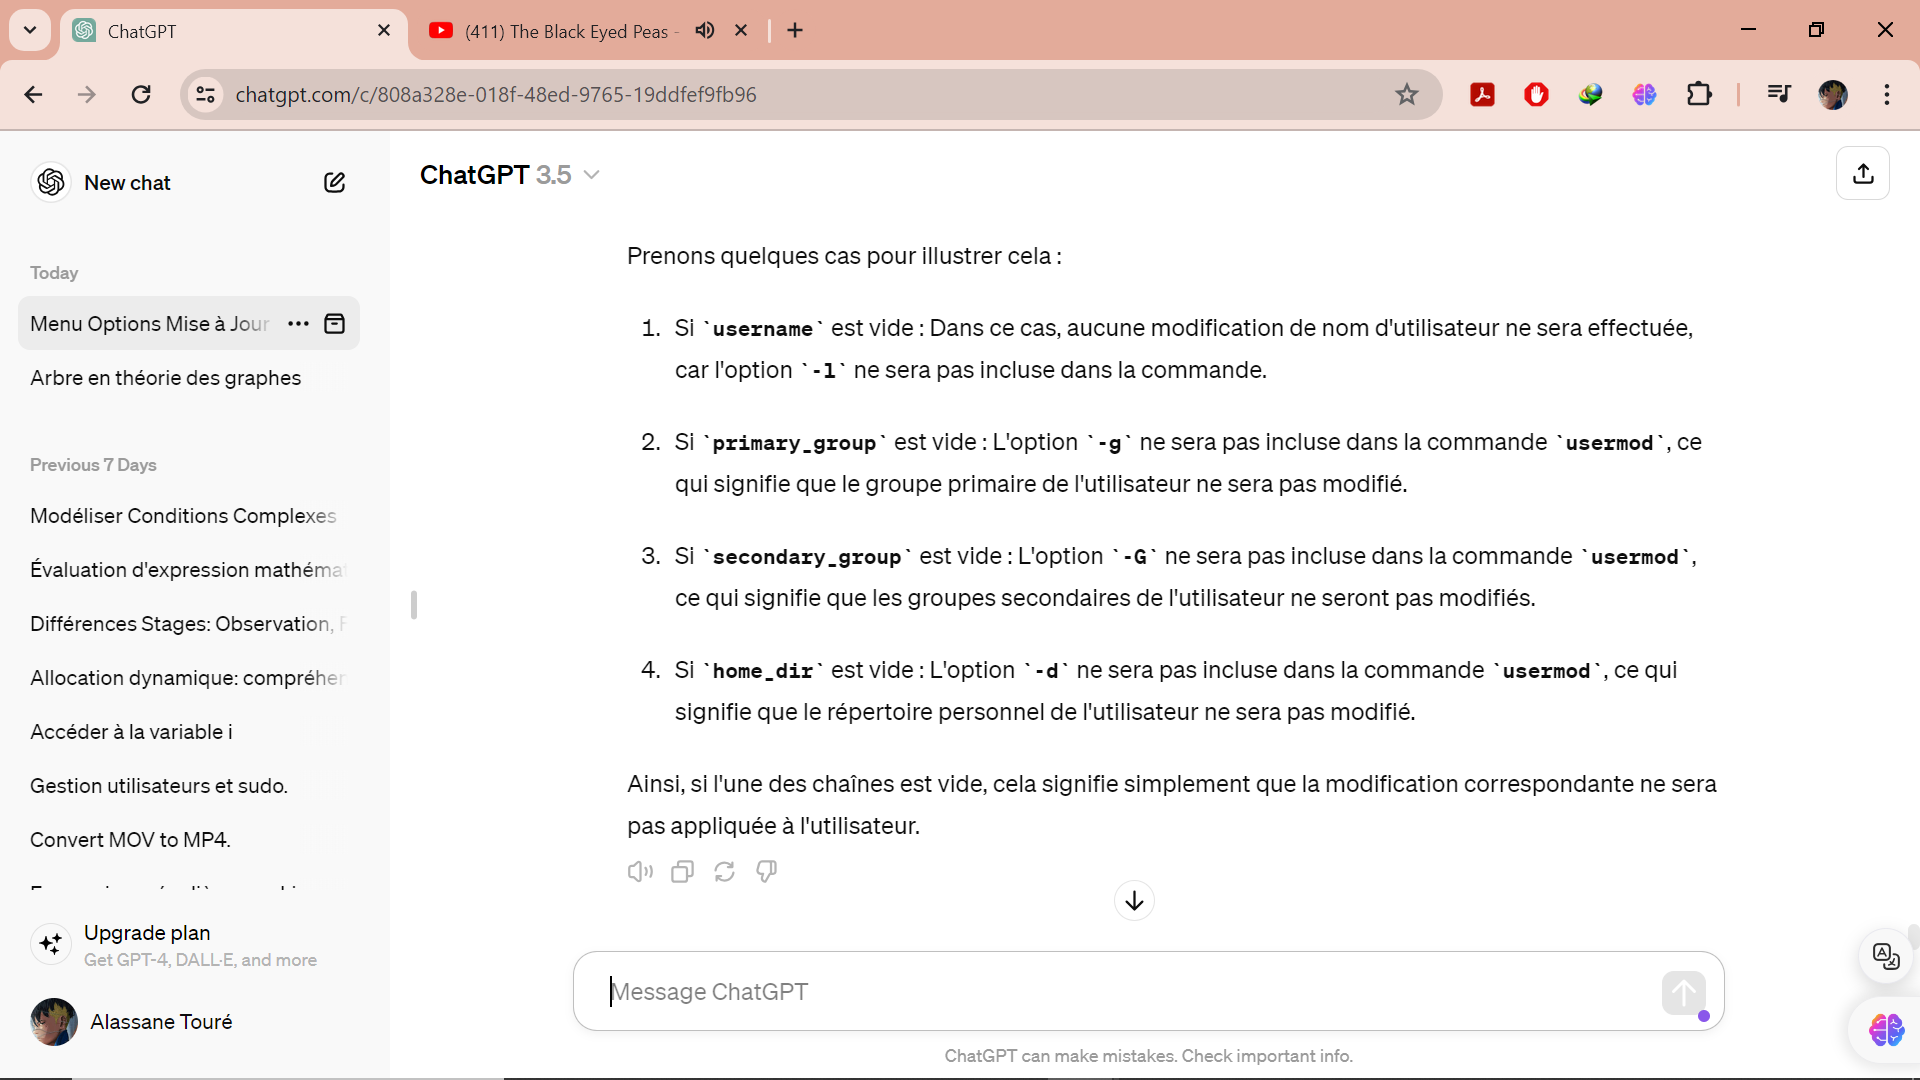 ChatGPT
(411) The Black Eyed Peas -
chatgpt.com/c/808a328e-018f-48ed-9765-19ddfef9fb96
New chat
Today
Menu Options Mise à Jour
Arbre en théorie des graphes
Previous 7 Days
Modéliser Conditions Complexes
Évaluation d'expression mathéma
Différences Stages: Observation,
Allocation dynamique: compréhen
Accéder à la variable i
Gestion utilisateurs et sudo.
Convert MOV to MP4.
Upgrade plan
Get GPT-4, DALL·E, and more
Alassane Touré
ChatGPT 3.5
Prenons quelques cas pour illustrer cela :
1. Si `username` est vide : Dans ce cas, aucune modification de nom d'utilisateur ne sera effectuée,
car l'option `-l` ne sera pas incluse dans la commande.
2. Si `primary_group` est vide : L'option `-g` ne sera pas incluse dans la commande `usermod`, ce
qui signifie que le groupe primaire de l'utilisateur ne sera pas modifié.
3. Si `secondary_group` est vide : L'option `-G` ne sera pas incluse dans la commande `usermod`,
ce qui signifie que les groupes secondaires de l'utilisateur ne seront pas modifiés.
4. Si `home_dir` est vide : L'option `-d` ne sera pas incluse dans la commande `usermod`, ce qui
signifie que le répertoire personnel de l'utilisateur ne sera pas modifié.
Ainsi, si l'une des chaînes est vide, cela signifie simplement que la modification correspondante ne sera
pas appliquée à l'utilisateur.
Message ChatGPT
ChatGPT can make mistakes. Check important info.